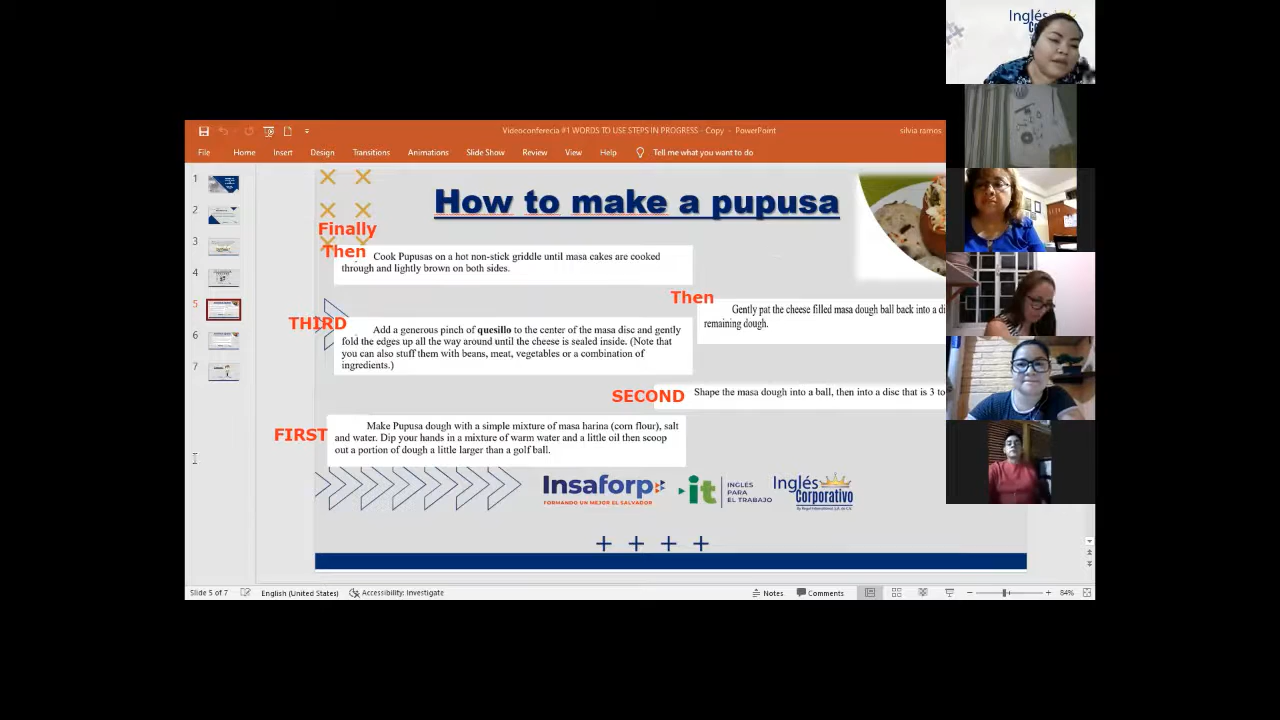 Inglés
Videoconferecia #1 WORDS TO USE STEPS IN PROGRESS - Copy - PowerPoint
silvia ramos
File Home Insert Design Transitions Animations Slide Show Review View Help Tell me what you want to do
1
2
3
4
5
6
7
How to make a pupusa
Finally
Then
Cook Pupusas on a hot non-stick griddle until masa cakes are cooked
through and lightly brown on both sides.
Then
Gently pat the cheese filled masa dough ball back into a
remaining dough.
THIRD
Add a generous pinch of quesillo to the center of the masa disc and gently
fold the edges up all the way around until the cheese is sealed inside. (Note that
you can also stuff them with beans, meat, vegetables or a combination of
ingredients.)
SECOND
Shape the masa dough into a ball, then into a disc that is 3 to
FIRST
Make Pupusa dough with a simple mixture of masa harina (corn flour), salt
and water. Dip your hands in a mixture of warm water and a little oil then scoop
out a portion of dough a little larger than a golf ball.
Insaforp
FORMANDO UN MEJOR EL SALVADOR
it
INGLES
PARA
EL TRABAJO
Inglés
Corporativo
Slide 5 of 7 English (United States) Accessibility: Investigate Notes Comments 84%